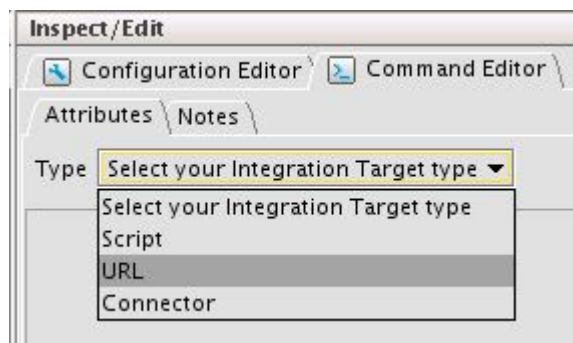 Inspect/Edit
Configuration Editor Command Editor
Attributes Notes
Type Select your Integration Target type
Select your Integration Target type
Script
URL
Connector